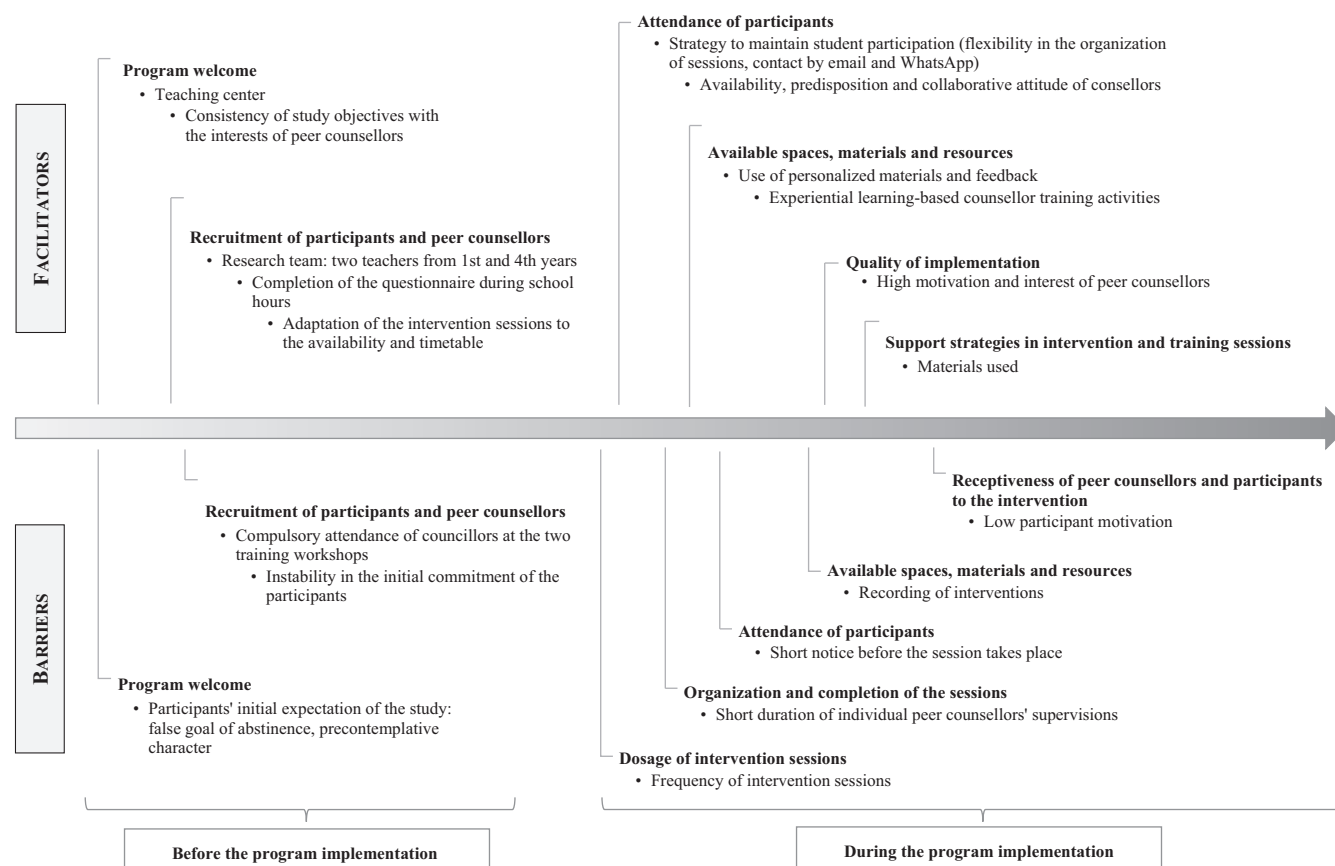 FACILITATORS
Program welcome
• Teaching center
• Consistency of study objectives with
the interests of peer counsellors
Recruitment of participants and peer counsellors
• Research team: two teachers from 1st and 4th years
• Completion of the questionnaire during school
hours
• Adaptation of the intervention sessions to
the availability and timetable
Attendance of participants
• Strategy to maintain student participation (flexibility in the organization
of sessions, contact by email and WhatsApp)
• Availability, predisposition and collaborative attitude of consellors
Available spaces, materials and resources
• Use of personalized materials and feedback
• Experiential learning-based counsellor training activities
Quality of implementation
• High motivation and interest of peer counsellors
Support strategies in intervention and training sessions
• Materials used
BARRIERS
Recruitment of participants and peer counsellors
• Compulsory attendance of councillors at the two
training workshops
• Instability in the initial commitment of the
participants
Program welcome
• Participants' initial expectation of the study:
false goal of abstinence, precontemplative
character
Receptiveness of peer counsellors and participants
to the intervention
• Low participant motivation
Available spaces, materials and resources
• Recording of interventions
Attendance of participants
• Short notice before the session takes place
Organization and completion of the sessions
• Short duration of individual peer counsellors' supervisions
Dosage of intervention sessions
• Frequency of intervention sessions
Before the program implementation
During the program implementation